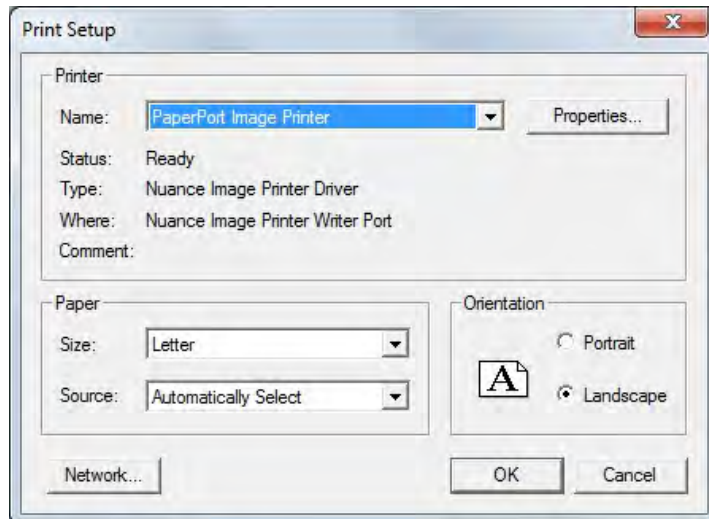 Print Setup
Printer
Name: PaperPort Image Printer Properties...
Status: Ready
Type: Nuance Image Printer Driver
Where: Nuance Image Printer Writer Port
Comment:
Paper
Size: Letter
Source: Automatically Select
Orientation
Portrait
A
Landscape
Network... OK Cancel